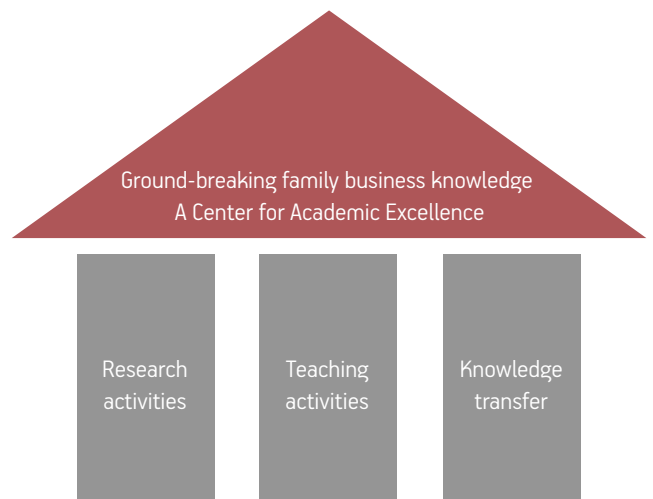 Ground-breaking family business knowledge
A Center for Academic Excellence
Research
activities
Teaching
activities
Knowledge
transfer